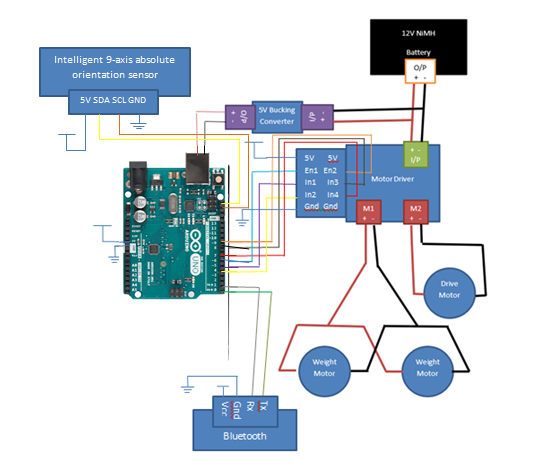 12V NiMH
Battery
O/P
+ -
Intelligent 9-axis absolute
orientation sensor
5V SDA SCL GND
+ -
O/P
5V Bucking
Converter
I/P
+ -
+ -
I/P
5V 5V
En1 En2
In1 In3
In2 In4
Gnd Gnd
Motor Driver
M1
+ -
M2
+ -
ARDUINO
UNO
Drive
Motor
Weight
Motor
Weight
Motor
Vcc
Gnd
Rx
Tx
Bluetooth